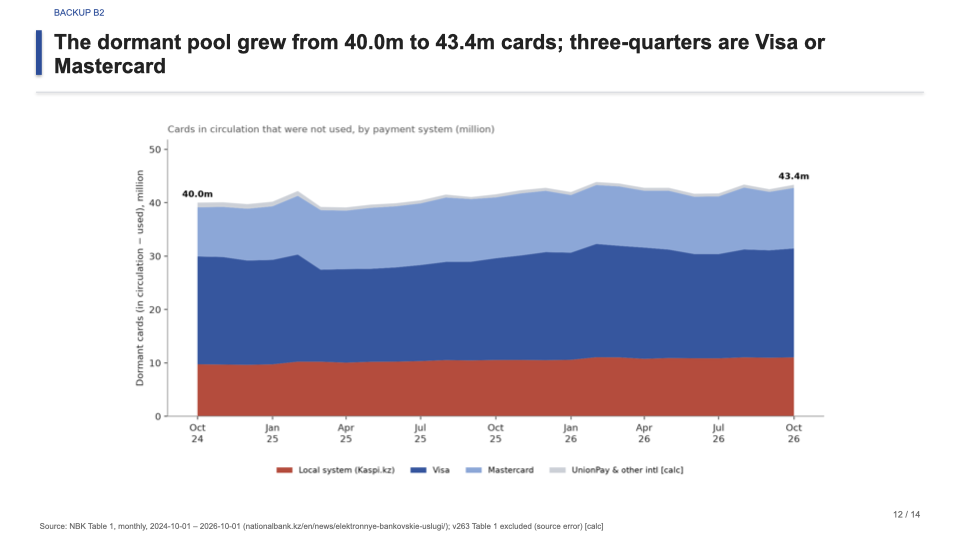 BACKUP B2
The dormant pool grew from 40.0m to 43.4m cards; three-quarters are Visa or
Mastercard
Cards in circulation that were not used, by payment system (million)
Dormant cards (in circulation − used), million
50
40
30
20
10
0
40.0m
43.4m
Oct
24
Jan
25
Apr
25
Jul
25
Oct
25
Jan
26
Apr
26
Jul
26
Oct
26
Local system (Kaspi.kz)
Visa
Mastercard
UnionPay & other intl [calc]
12 / 14
Source: NBK Table 1, monthly, 2024-10-01 – 2026-10-01 (nationalbank.kz/en/news/elektronnye-bankovskie-uslugi/); v263 Table 1 excluded (source error) [calc]